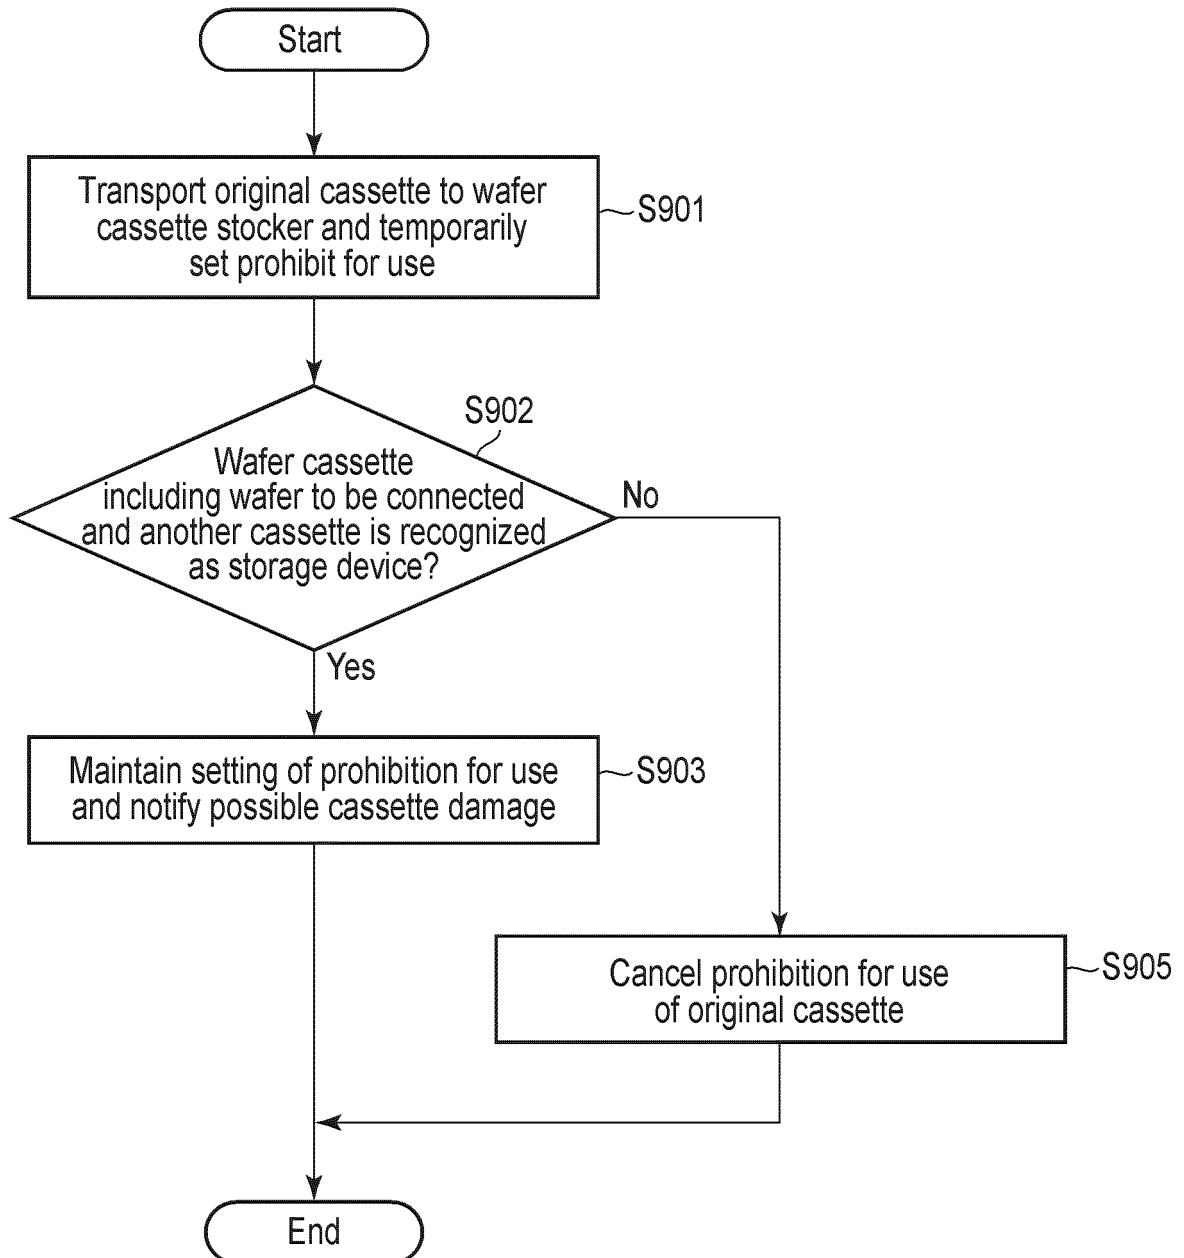 Start
Transport original cassette to wafer
cassette stocker and temporarily
set prohibit for use
S901
S902
Wafer cassette
including wafer to be connected
and another cassette is recognized
as storage device?
No
Yes
Maintain setting of prohibition for use
and notify possible cassette damage
S903
Cancel prohibition for use
of original cassette
S905
End